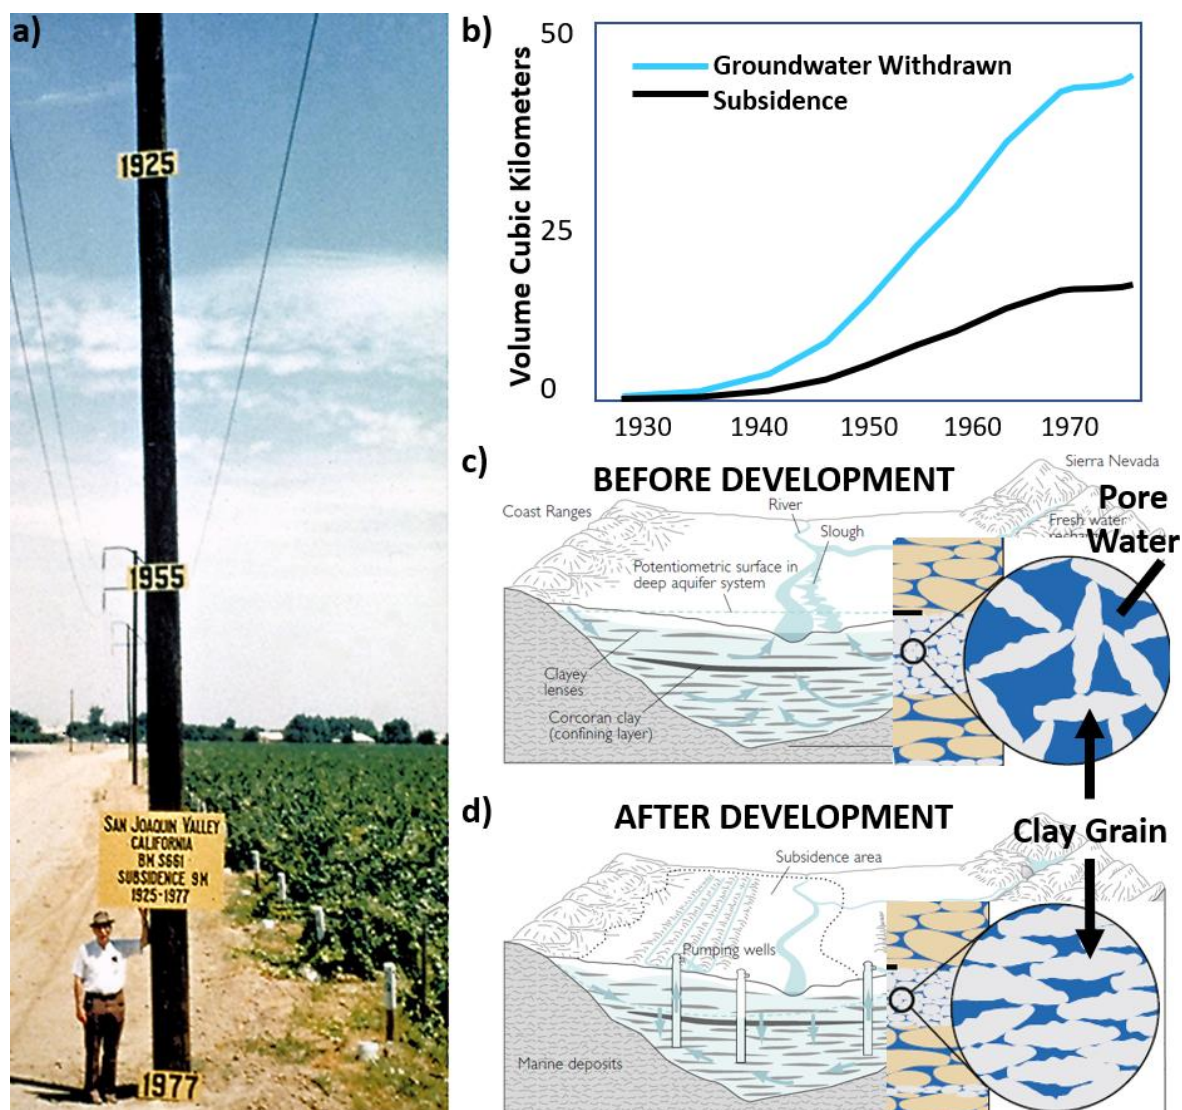 a)
1925
1955
SAN JOAQUIN VALLEY
CALIFORNIA
BM S661
SUBSIDENCE 9M
1925-1977
1977
b)
Volume Cubic Kilometers
50
25
0
Groundwater Withdrawn
Subsidence
1930 1940 1950 1960 1970
c)
BEFORE DEVELOPMENT
Sierra Nevada
Coast Ranges
River
Slough
Fresh water
Pore
Water
Potentiometric surface in
deep aquifer system
Clayey
lenses
Corcoran clay
(confining layer)
d)
AFTER DEVELOPMENT
Clay Grain
Subsidence area
Pumping wells
Marine deposits